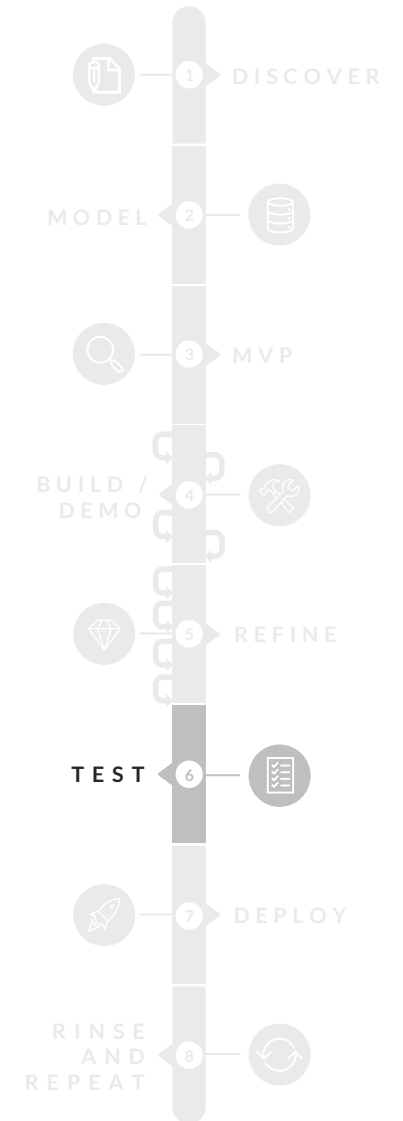 1 DISCOVER
MODEL 2
3 MVP
BUILD /
DEMO
4
5 REFINE
TEST 6
7 DEPLOY
RINSE
AND
REPEAT
8